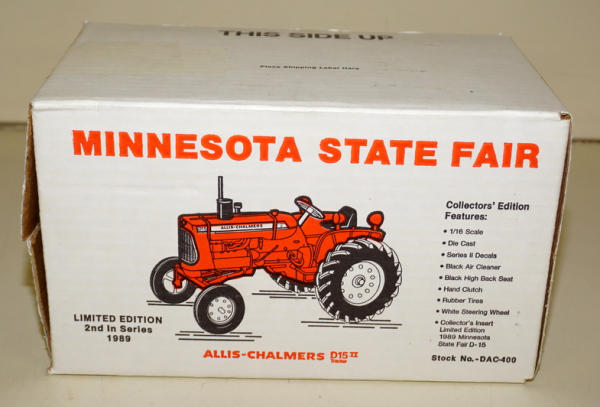 THIS SIDE UP
Place Shipping Label Here
MINNESOTA STATE FAIR
ALLIS-CHALMERS
Collectors' Edition
Features:
• 1/16 Scale
• Die Cast
• Series II Decals
• Black Air Cleaner
• Black High Back Seat
• Hand Clutch
• Rubber Tires
• White Steering Wheel
• Collector's Insert
Limited Edition
1989 Minnesota
State Fair D-15
LIMITED EDITION
2nd In Series
1989
ALLIS-CHALMERS D15 II
Tractor
Stock No.-DAC-400